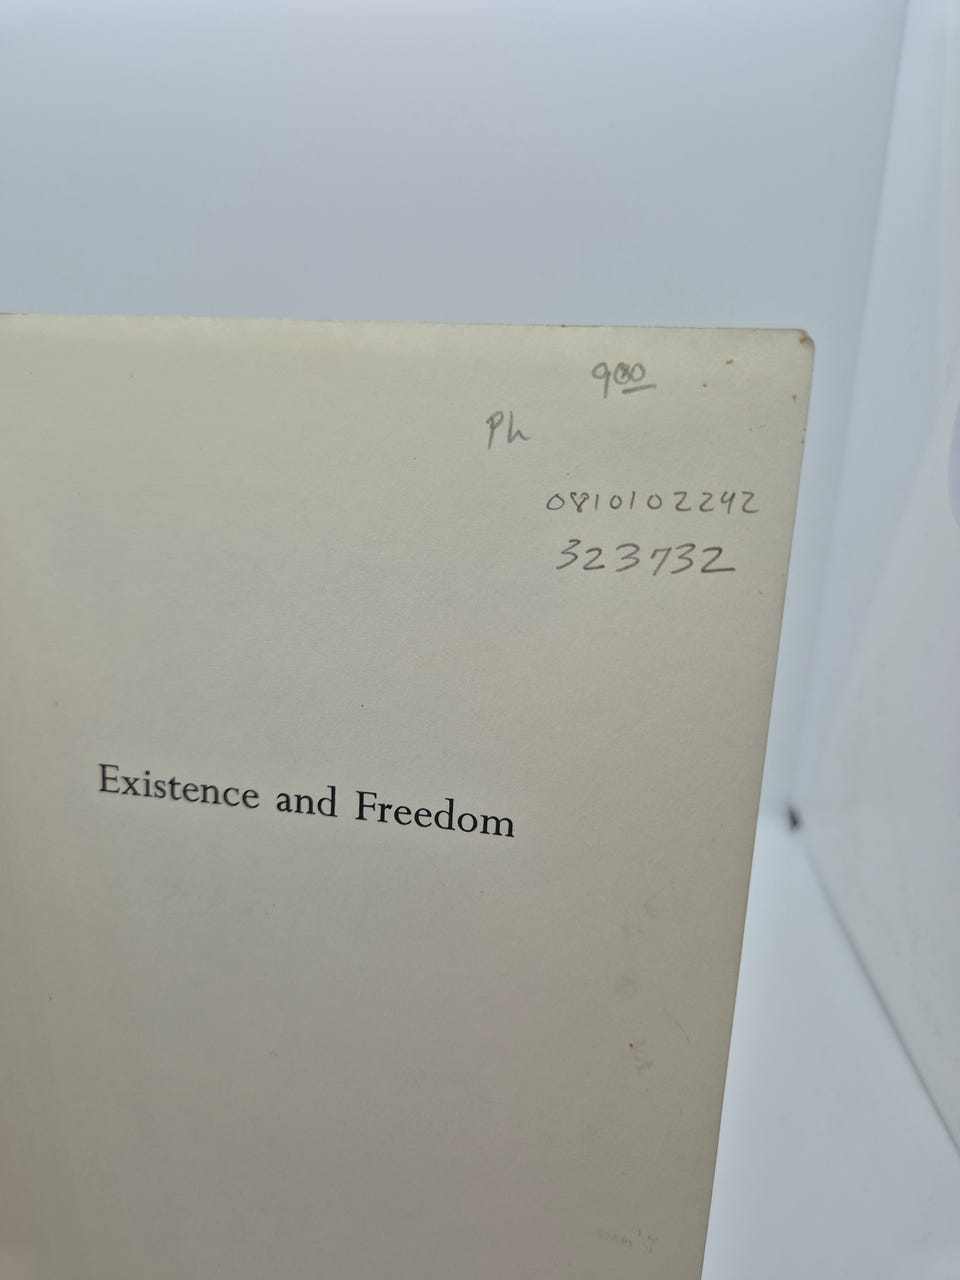 900
Ph
0810102242
323732
Existence and Freedom